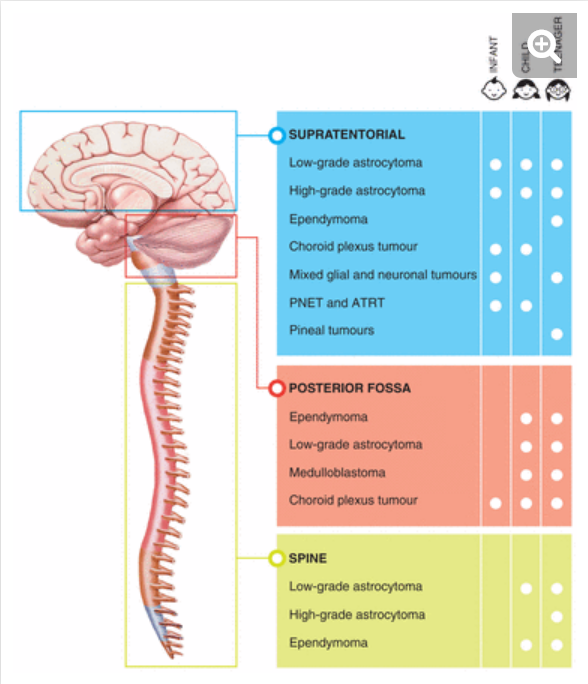 INFANT
CHILD
TEENAGER
SUPRATENTORIAL
Low-grade astrocytoma
High-grade astrocytoma
Ependymoma
Choroid plexus tumour
Mixed glial and neuronal tumours
PNET and ATRT
Pineal tumours
POSTERIOR FOSSA
Ependymoma
Low-grade astrocytoma
Medulloblastoma
Choroid plexus tumour
SPINE
Low-grade astrocytoma
High-grade astrocytoma
Ependymoma